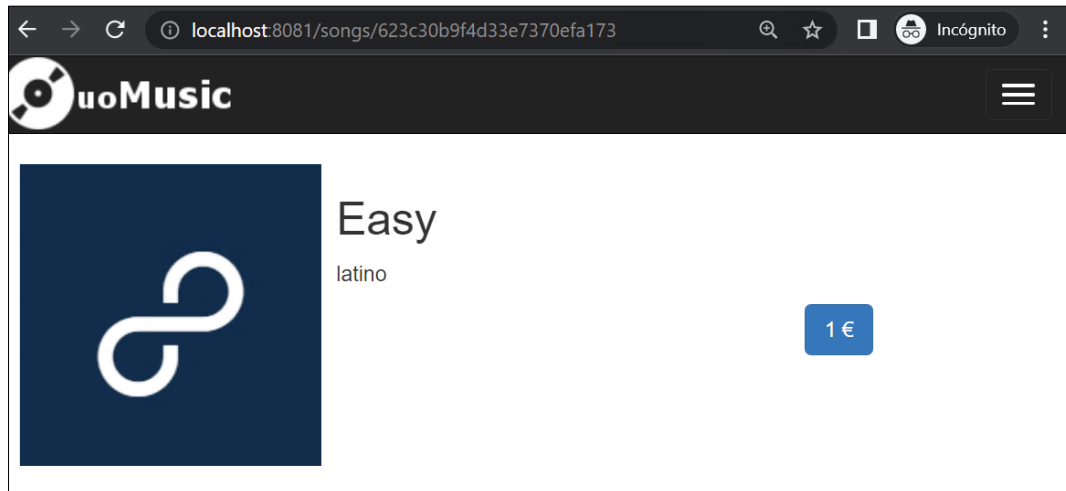 localhost:8081/songs/623c30b9f4d33e7370efa173 Incógnito
uoMusic
Easy
latino
1 €